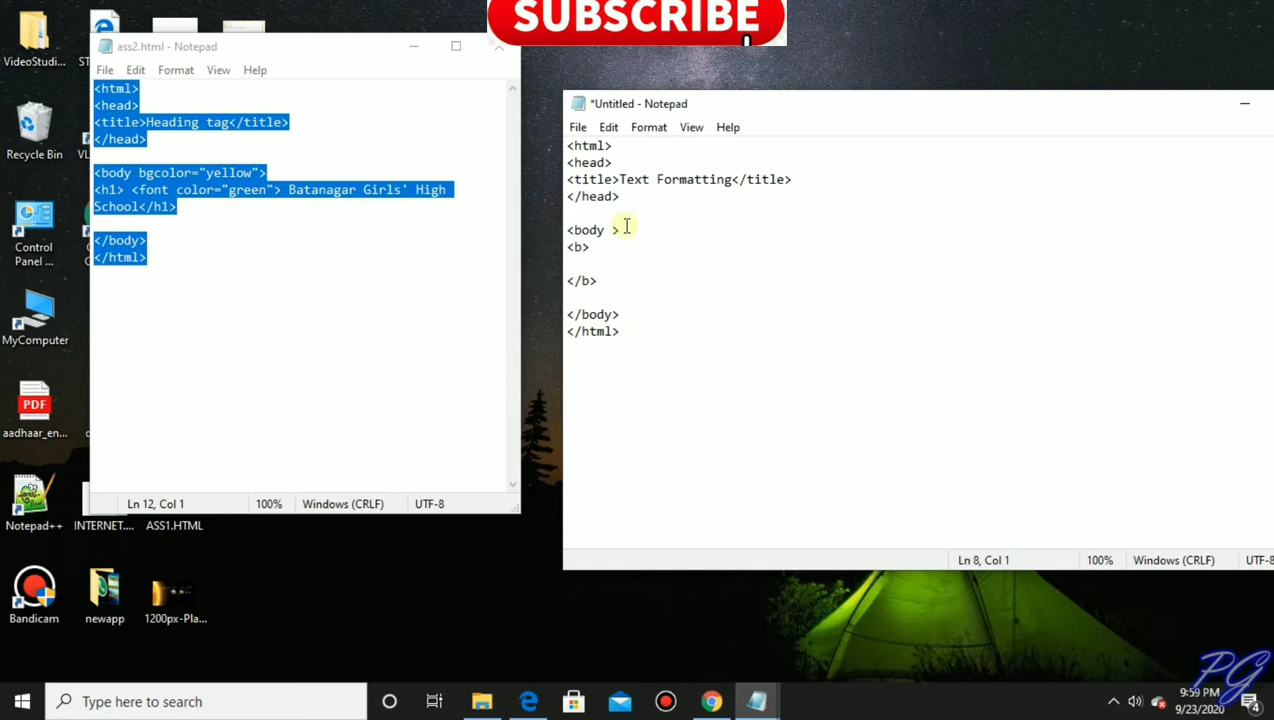 SUBSCRIBE
VideoStudi...
Recycle Bin
Control
Panel ...
MyComputer
PDF
aadhaar_en...
Notepad++
INTERNET....
ASS1.HTML
Bandicam
newapp
1200px-Pla...
ass2.html - Notepad
File Edit Format View Help
<html>
<head>
<title>Heading tag</title>
</head>
<body bgcolor="yellow">
<h1> <font color="green"> Batanagar Girls' High
School</h1>
</body>
</html>
Ln 12, Col 1 100% Windows (CRLF) UTF-8
*Untitled - Notepad
File Edit Format View Help
<html>
<head>
<title>Text Formatting</title>
</head>
<body >
<b>
</b>
</body>
</html>
Ln 8, Col 1 100% Windows (CRLF) UTF-8
PG
Type here to search
9:59 PM
9/23/2020
4